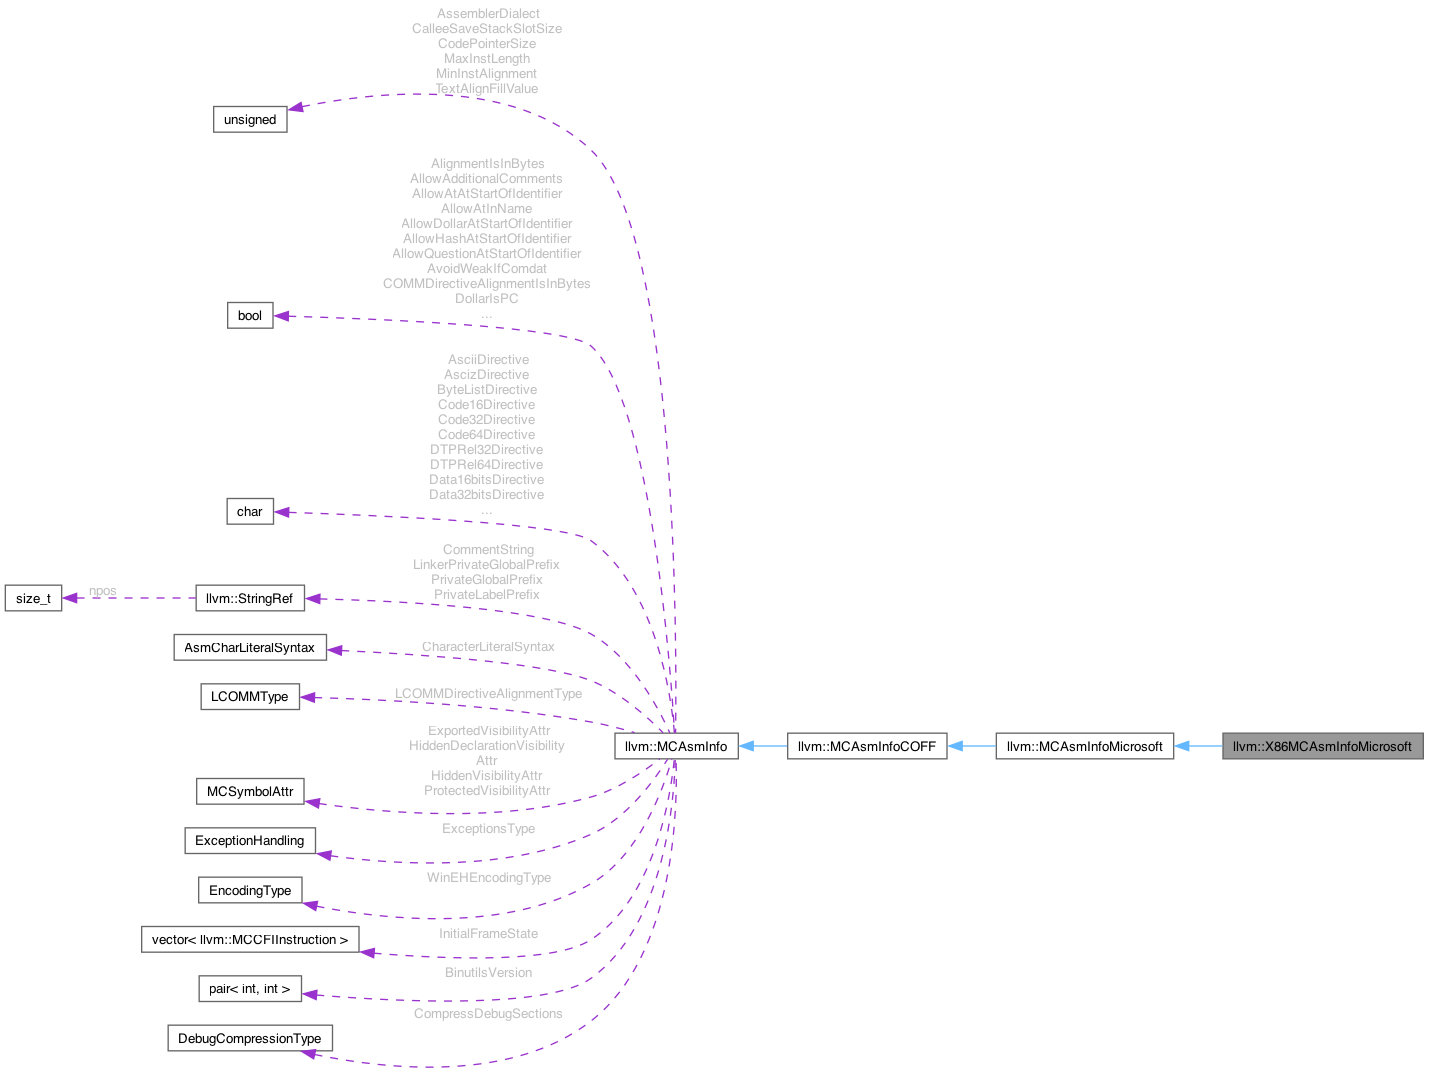 AssemblerDialect
CalleeSaveStackSlotSize
CodePointerSize
MaxInstLength
MinInstAlignment
TextAlignFillValue
unsigned
AlignmentIsInBytes
AllowAdditionalComments
AllowAtAtStartOfIdentifier
AllowAtInName
AllowDollarAtStartOfIdentifier
AllowHashAtStartOfIdentifier
AllowQuestionAtStartOfIdentifier
AvoidWeakIfComdat
COMMDirectiveAlignmentIsInBytes
DollarIsPC
...
bool
AsciiDirective
AscizDirective
ByteListDirective
Code16Directive
Code32Directive
Code64Directive
DTPRel32Directive
DTPRel64Directive
Data16bitsDirective
Data32bitsDirective
...
char
CommentString
LinkerPrivateGlobalPrefix
PrivateGlobalPrefix
PrivateLabelPrefix
size_t
npos
llvm::StringRef
AsmCharLiteralSyntax
CharacterLiteralSyntax
LCOMMType
LCOMMDirectiveAlignmentType
ExportedVisibilityAttr
HiddenDeclarationVisibility
Attr
HiddenVisibilityAttr
ProtectedVisibilityAttr
llvm::MCAsmInfo
llvm::MCAsmInfoCOFF
llvm::MCAsmInfoMicrosoft
llvm::X86MCAsmInfoMicrosoft
MCSymbolAttr
ExceptionsType
ExceptionHandling
WinEHEncodingType
EncodingType
InitialFrameState
vector< llvm::MCCFIInstruction >
BinutilsVersion
pair< int, int >
CompressDebugSections
DebugCompressionType